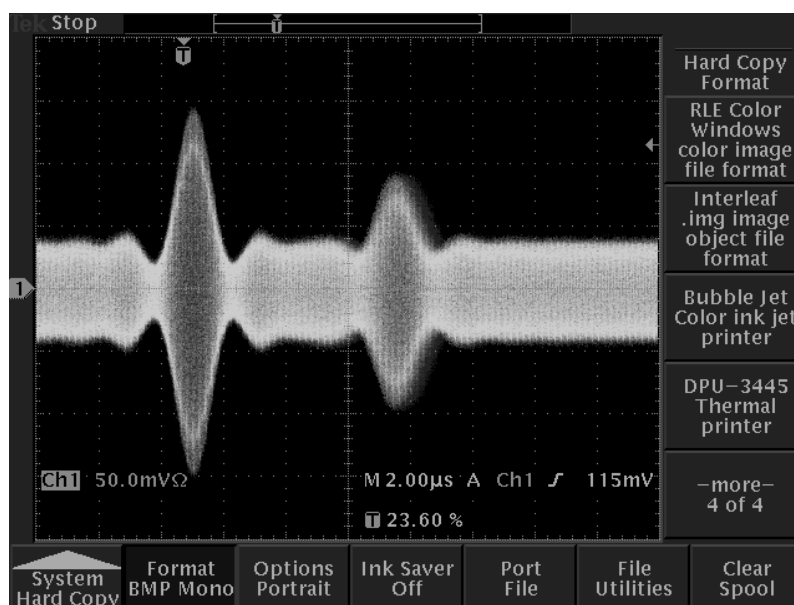 Tek Stop
T
U
1
Ch1 50.0mVΩ
M 2.00µs A Ch1 ƒ 115mV
T 23.60 %
Hard Copy
Format
RLE Color
Windows
color image
file format
Interleaf
.img image
object file
format
Bubble Jet
Color ink jet
printer
DPU-3445
Thermal
printer
-more-
4 of 4
System
Hard Copy
Format
BMP Mono
Options
Portrait
Ink Saver
Off
Port
File
File
Utilities
Clear
Spool